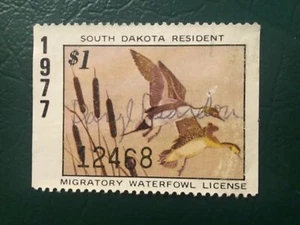 SOUTH DAKOTA RESIDENT
1977
$1
12468
MIGRATORY WATERFOWL LICENSE